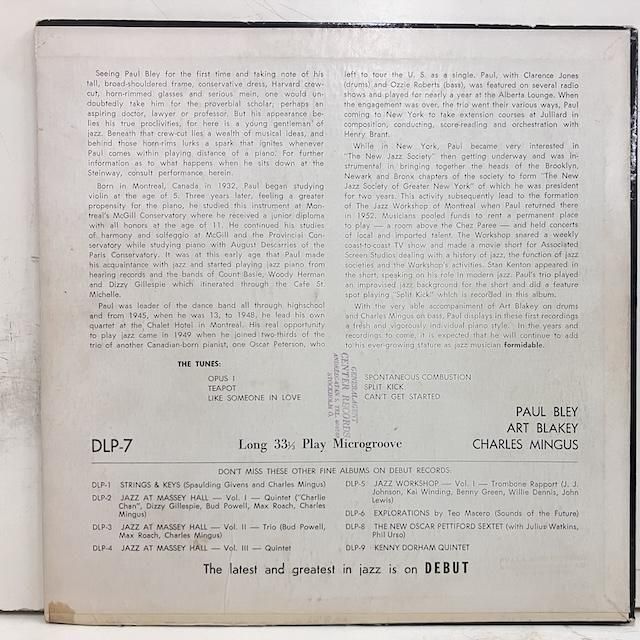 Seeing Paul Bley for the first time and taking note of his
tall, broad-shouldered frame, conservative dress, Harvard crew-
cut, horn-rimmed glasses and serious mein, one would un-
doubtedly take him for the proverbial scholar; perhaps an
aspiring doctor, lawyer or professor. But his appearance be-
lies his true proclivities, for here is a young gentleman of
jazz. Beneath that crew-cut lies a wealth of musical ideas, and
behind those horn-rims lurks a spark that ignites whenever
Paul comes within playing distance of a piano. For further
information as to what happens when he sits down at the
Steinway, consult performance herein.
Born in Montreal, Canada in 1932, Paul began studying
violin at the age of 5. Three years later, feeling a greater
propensity for the piano, he studied this instrument at Mon-
treal's McGill Conservatory where he received a junior diploma
with all honors at the age of 11. He continued his studies
of harmony and solfeggio at McGill and the Provincial Con-
servatory while studying piano with August Descarries of the
Paris Conservatory. It was at this early age that Paul made
his acquaintance with jazz and started playing jazz piano from
hearing records and the bands of Count Basie, Woody Herman
and Dizzy Gillespie which itinerated through the Cafe St.
Michelle.
Paul was leader of the dance band all through highschool
and from 1945, when he was 13, to 1948, he lead his own
quartet at the Chalet Hotel in Montreal. His real opportunity
to play jazz came in 1949 when he joined two-thirds of the
trio of another Canadian-born pianist, one Oscar Peterson, who
left to tour the U. S. as a single. Paul, with Clarence Jones
(drums) and Ozzie Roberts (bass), was featured on several radio
shows and played for nearly a year at the Alberta Lounge. When
the engagement was over, the trio went their various ways, Paul
coming to New York to take extension courses at Julliard in
composition, conducting, score-reading and orchestration with
Henry Brant.
While in New York, Paul became very interested in
"The New Jazz Society" then getting underway and was in-
strumental in bringing together the heads of the Brooklyn,
Newark and Bronx chapters of the society to form "The New
Jazz Society of Greater New York" of which he was president
for two years. This activity subsequently lead to the formation
of The Jazz Workshop of Montreal when Paul returned there
in 1952. Musicians pooled funds to rent a permanent place
to play — a room above the Chez Paree — and held concerts
of local and imported talent. The Workshop snared a weekly
coast-to-coast TV show and made a movie short for Associated
Screen Studios dealing with a history of jazz, the function of jazz
societies and the Workshop's activities. Stan Kenton appeared in
the short, speaking on his role in modern jazz. Paul's trio played
an improvised jazz background for the short and did a feature
spot playing "Split Kick" which is recorded in this album.
With the very able accompaniment of Art Blakey on drums
and Charles Mingus on bass, Paul displays in these first recordings
a fresh and vigorously individual piano style. In the years and
recordings to come, it is expected that he will continue to add
to his ever-growing stature as jazz musician formidable.
THE TUNES:
OPUS I
TEAPOT
LIKE SOMEONE IN LOVE
GENERALAGENT
CENTER RECORDS
STOCKHOLM O.
SPONTANEOUS COMBUSTION
SPLIT KICK
CAN'T GET STARTED
PAUL BLEY
ART BLAKEY
CHARLES MINGUS
DLP-7
Long 33⅓ Play Microgroove
DON'T MISS THESE OTHER FINE ALBUMS ON DEBUT RECORDS:
DLP-1 STRINGS & KEYS (Spaulding Givens and Charles Mingus)
DLP-2 JAZZ AT MASSEY HALL — Vol. I — Quintet ("Charlie
Chan", Dizzy Gillespie, Bud Powell, Max Roach, Charles
Mingus)
DLP-3 JAZZ AT MASSEY HALL — Vol. II — Trio (Bud Powell,
Max Roach, Charles Mingus)
DLP-4 JAZZ AT MASSEY HALL — Vol. III — Quintet
DLP-5 JAZZ WORKSHOP — Vol. I — Trombone Rapport (J. J.
Johnson, Kai Winding, Benny Green, Willie Dennis, John
Lewis)
DLP-6 EXPLORATIONS by Teo Macero (Sounds of the Future)
DLP-8 THE NEW OSCAR PETTIFORD SEXTET (with Julius Watkins,
Phil Urso)
DLP-9 KENNY DORHAM QUINTET
The latest and greatest in jazz is on DEBUT